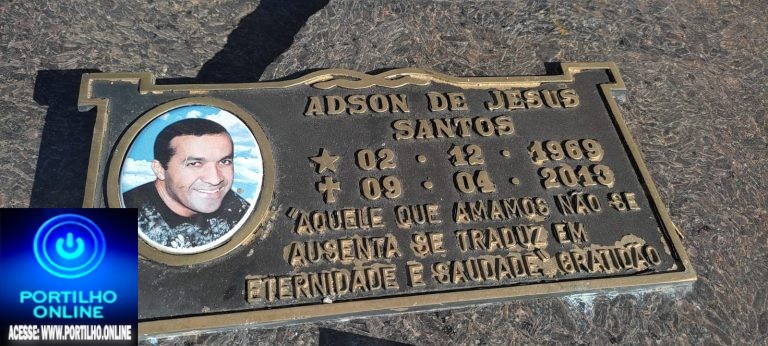 ADSON DE JESUS
SANTOS
★ 02 · 12 · 1969
✝ 09 · 04 · 2013
"AQUELE QUE AMAMOS NÃO SE
AUSENTA SE TRADUZ EM
ETERNIDADE E SAUDADE" GRATIDÃO
PORTILHO
ONLINE
ACESSE: WWW.PORTILHO.ONLINE